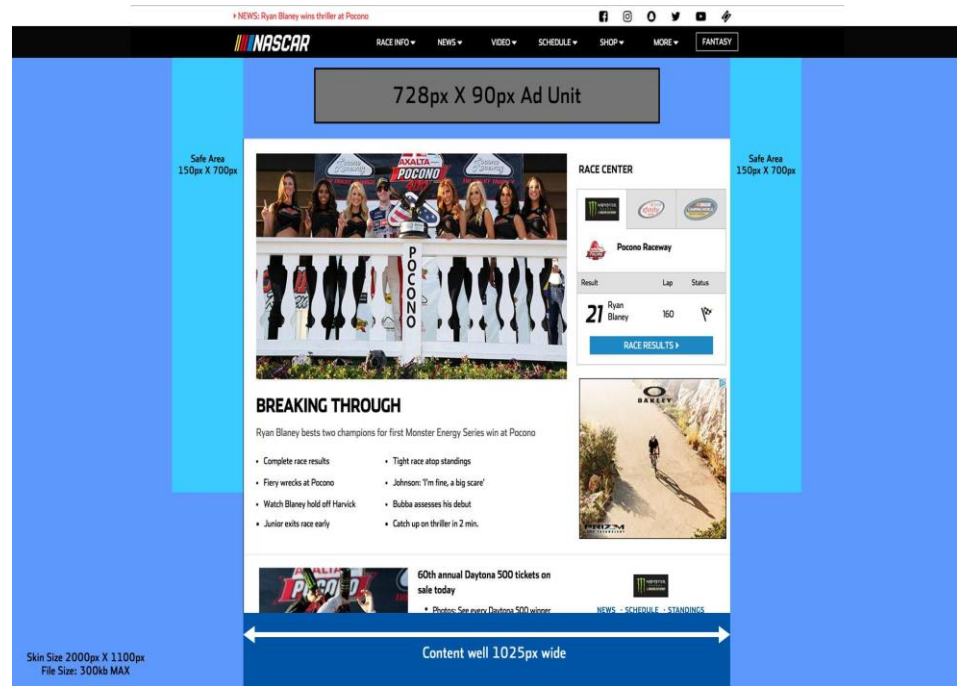 NEWS: Ryan Blaney wins thriller at Pocono
NASCAR
RACE INFO NEWS VIDEO SCHEDULE SHOP MORE FANTASY
728px X 90px Ad Unit
Safe Area
150px X 700px
Safe Area
150px X 700px
AXALTA
POCONO
400
POCONO
RACE CENTER
Pocono Raceway
Result Lap Status
21 Ryan Blaney 160
RACE RESULTS
OAKLEY
PRIZM
BREAKING THROUGH
Ryan Blaney bests two champions for first Monster Energy Series win at Pocono
• Complete race results
• Fiery wrecks at Pocono
• Watch Blaney hold off Harvick
• Junior exits race early
• Tight race atop standings
• Johnson: 'I'm fine, a big scare'
• Bubba assesses his debut
• Catch up on thriller in 2 min.
60th annual Daytona 500 tickets on
sale today
• Photos: See every Daytona 500 winner
NEWS - SCHEDULE - STANDINGS
Content well 1025px wide
Skin Size 2000px X 1100px
File Size: 300kb MAX